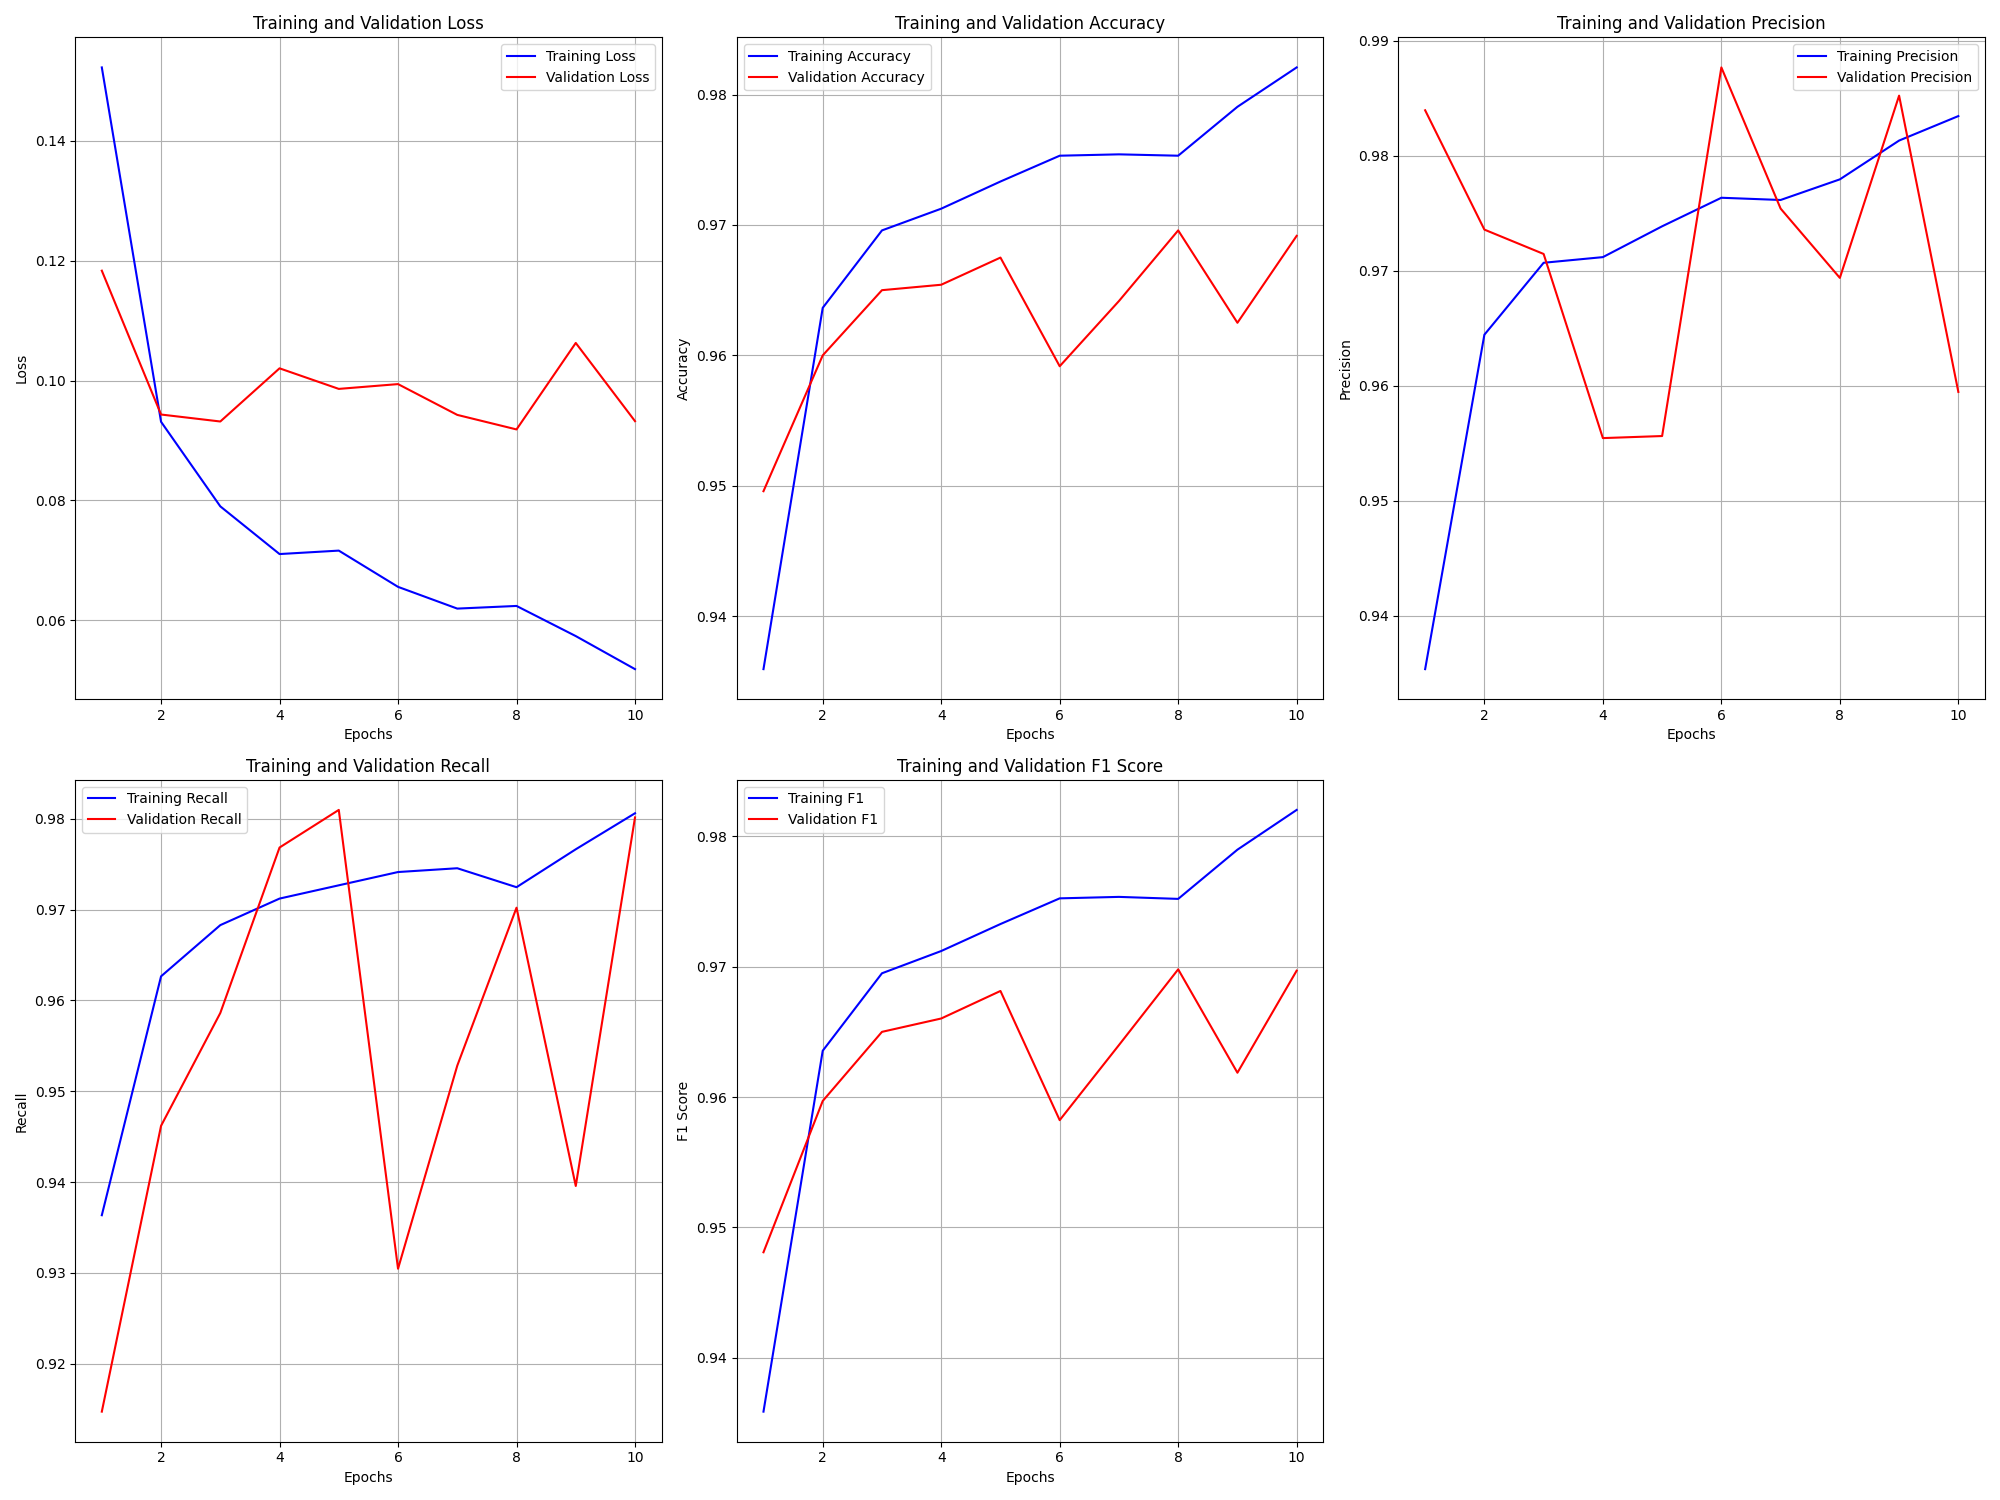 Training and Validation Loss
Training Loss
Validation Loss
0.14
0.12
0.10
0.08
0.06
Loss
2 4 6 8 10
Epochs
Training and Validation Accuracy
Training Accuracy
Validation Accuracy
0.98
0.97
0.96
0.95
0.94
Accuracy
2 4 6 8 10
Epochs
Training and Validation Precision
Training Precision
Validation Precision
0.99
0.98
0.97
0.96
0.95
0.94
Precision
2 4 6 8 10
Epochs
Training and Validation Recall
Training Recall
Validation Recall
0.98
0.97
0.96
0.95
0.94
0.93
0.92
Recall
2 4 6 8 10
Epochs
Training and Validation F1 Score
Training F1
Validation F1
0.98
0.97
0.96
0.95
0.94
F1 Score
2 4 6 8 10
Epochs